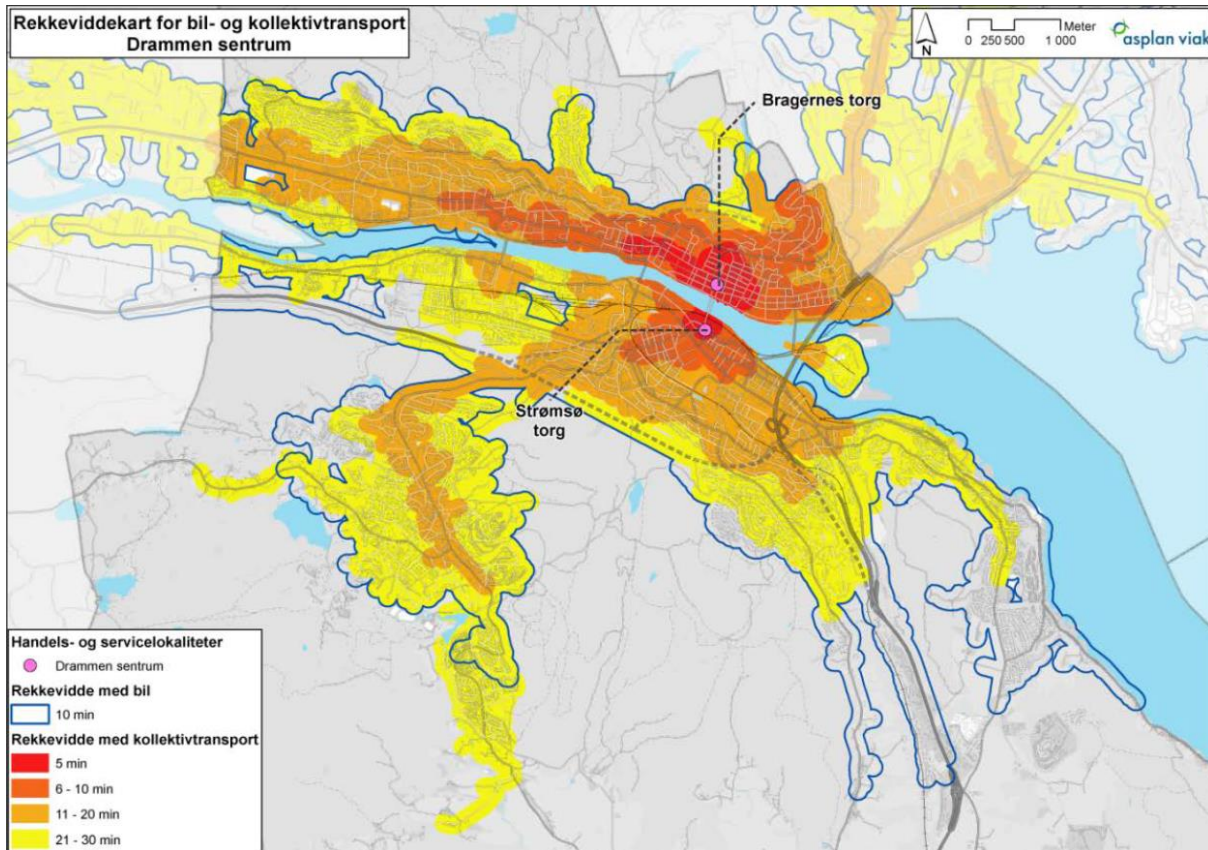 Rekkeviddekart for bil- og kollektivtransport
Drammen sentrum
N
Meter
0 250 500 1 000
asplan viak
Bragernes torg
Strømsø
torg
Handels- og servicelokaliteter
Drammen sentrum
Rekkevidde med bil
10 min
Rekkevidde med kollektivtransport
5 min
6 - 10 min
11 - 20 min
21 - 30 min